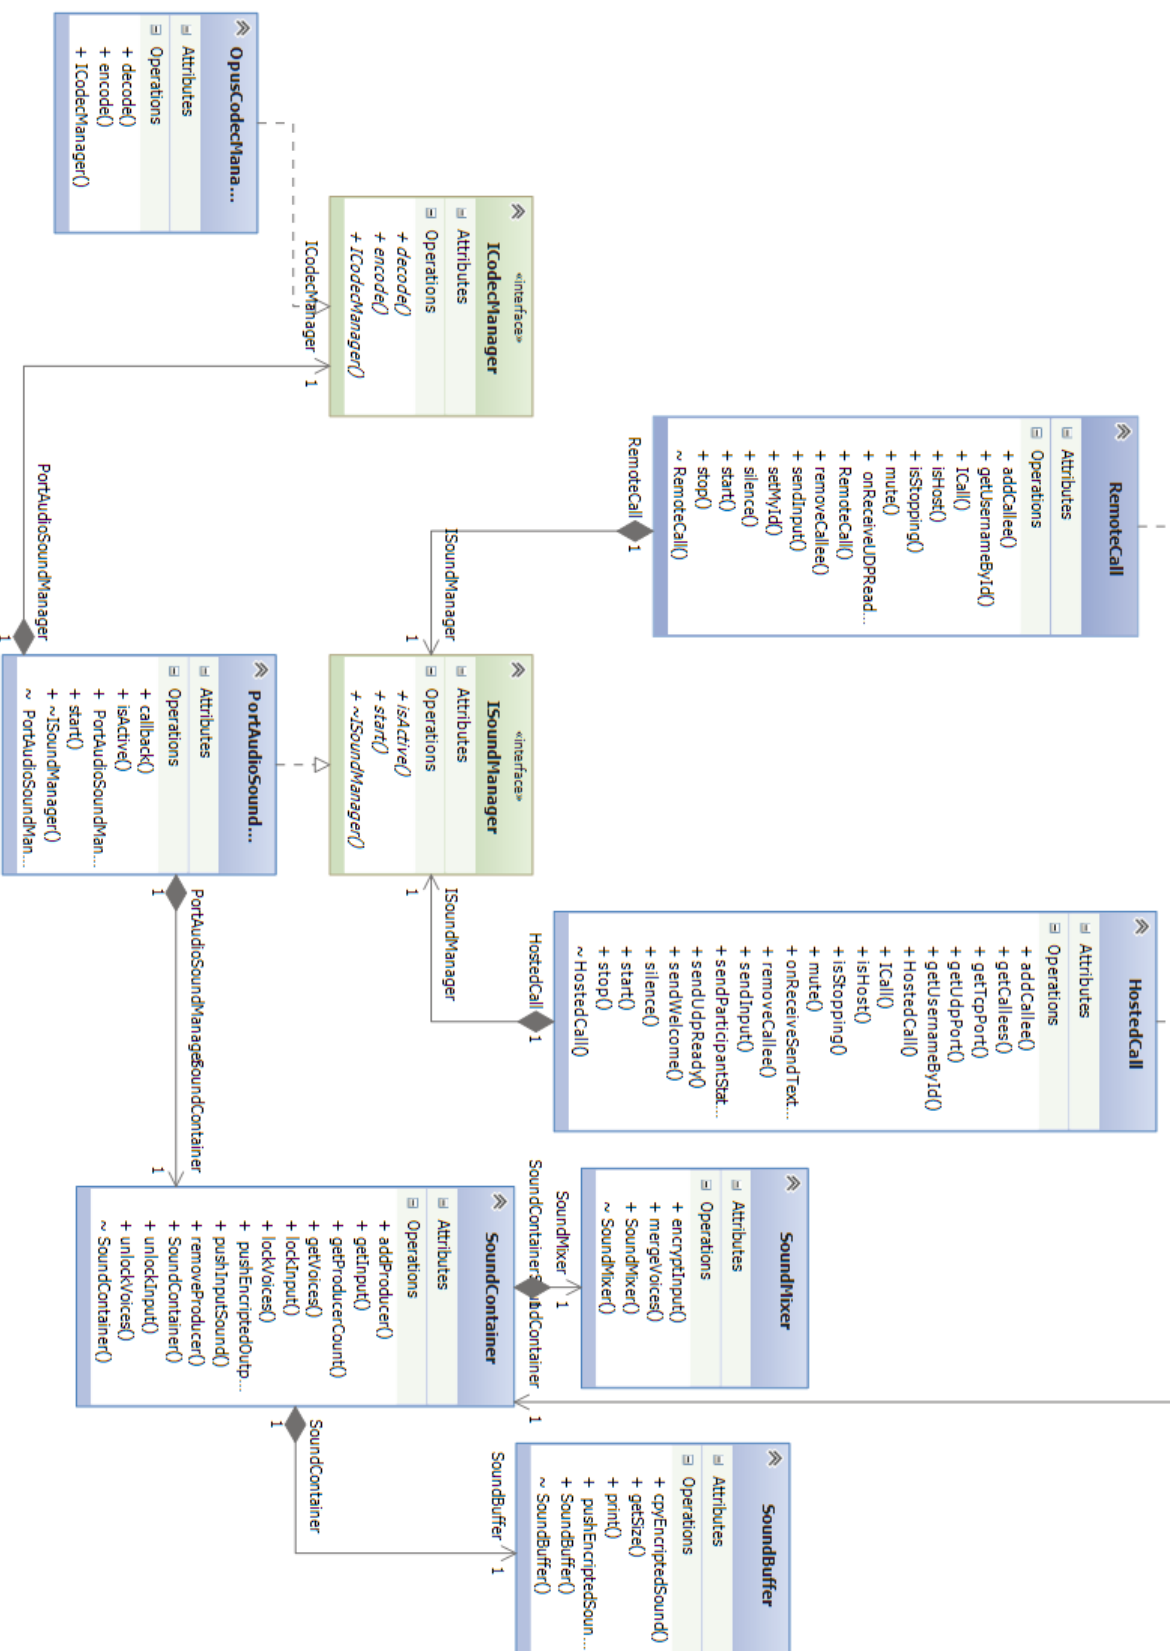 RemoteCall
Attributes
Operations
+ addCallee()
+ getUsernameById()
+ ICall()
+ isHost()
+ isStopping()
+ mute()
+ onReceiveUDPRead...
+ RemoteCall()
+ removeCallee()
+ sendInput()
+ setMyId()
+ silence()
+ start()
+ stop()
~ RemoteCall()
RemoteCall
1
ISoundManager
1
HostedCall
Attributes
Operations
+ addCallee()
+ getCallees()
+ getTcpPort()
+ getUdpPort()
+ getUsernameById()
+ HostedCall()
+ ICall()
+ isHost()
+ isStopping()
+ mute()
+ onReceiveSendText...
+ removeCallee()
+ sendInput()
+ sendParticipantStat...
+ sendUdpReady()
+ sendWelcome()
+ silence()
+ start()
+ stop()
~ HostedCall()
HostedCall
1
ISoundManager
1
SoundMixer
Attributes
Operations
+ encryptInput()
+ mergeVoices()
+ SoundMixer()
~ SoundMixer()
SoundMixer
1
SoundContainer
SoundContainer
1
1
SoundBuffer
Attributes
Operations
+ cpyEncriptedSound()
+ getSize()
+ print()
+ pushEncriptedSoun...
+ SoundBuffer()
~ SoundBuffer()
SoundBuffer
1
«interface»
ICodecManager
Attributes
Operations
+ decode()
+ encode()
+ ICodecManager()
ICodecManager
1
«interface»
ISoundManager
Attributes
Operations
+ isActive()
+ start()
+ ~ISoundManager()
SoundContainer
Attributes
Operations
+ addProducer()
+ getInput()
+ getProducerCount()
+ getVoices()
+ lockInput()
+ lockVoices()
+ pushEncriptedOutp...
+ pushInputSound()
+ removeProducer()
+ SoundContainer()
+ unlockInput()
+ unlockVoices()
~ SoundContainer()
SoundContainer
1
OpusCodecMana...
Attributes
Operations
+ decode()
+ encode()
+ ICodecManager()
PortAudioSoundManager
1
PortAudioSound...
Attributes
Operations
+ callback()
+ isActive()
+ PortAudioSoundMan...
+ start()
+ ~ISoundManager()
~ PortAudioSoundMan...
PortAudioSoundManager
1
SoundContainer
1